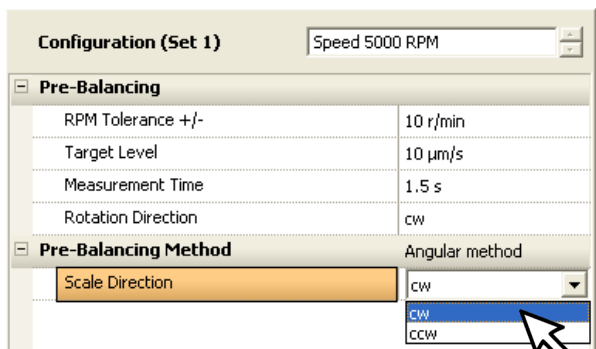 Configuration (Set 1) Speed 5000 RPM
Pre-Balancing
RPM Tolerance +/- 10 r/min
Target Level 10 µm/s
Measurement Time 1.5 s
Rotation Direction cw
Pre-Balancing Method Angular method
Scale Direction cw
cw
ccw